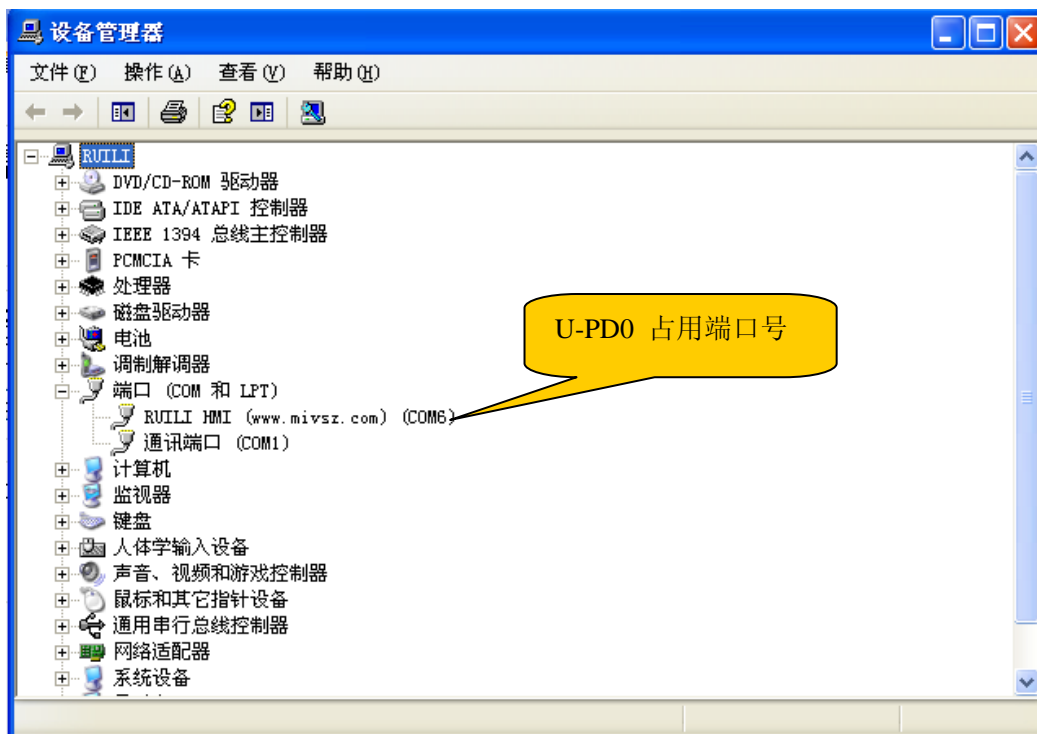 设备管理器
文件(F) 操作(A) 查看(V) 帮助(H)
RUILI
DVD/CD-ROM 驱动器
IDE ATA/ATAPI 控制器
IEEE 1394 总线主控制器
PCMCIA 卡
处理器
磁盘驱动器
电池
调制解调器
端口 (COM 和 LPT)
RUILI HMI (www.mivsz.com) (COM6)
通讯端口 (COM1)
计算机
监视器
键盘
人体学输入设备
声音、视频和游戏控制器
鼠标和其它指针设备
通用串行总线控制器
网络适配器
系统设备
U-PD0 占用端口号